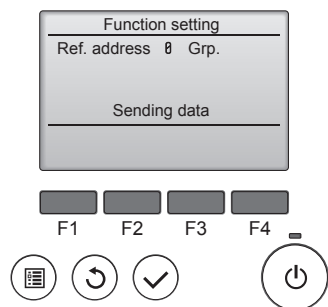 Function setting
Ref. address 0 Grp.
Sending data
F1 F2 F3 F4